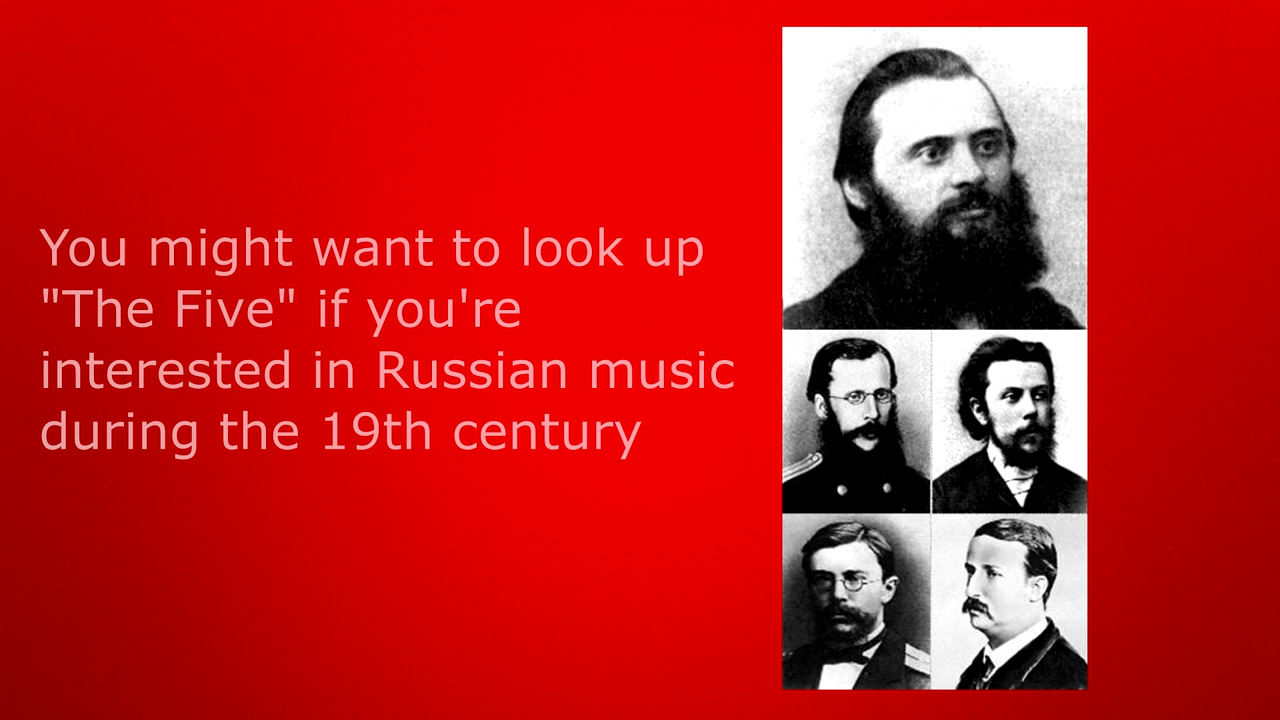 You might want to look up
"The Five" if you're
interested in Russian music
during the 19th century